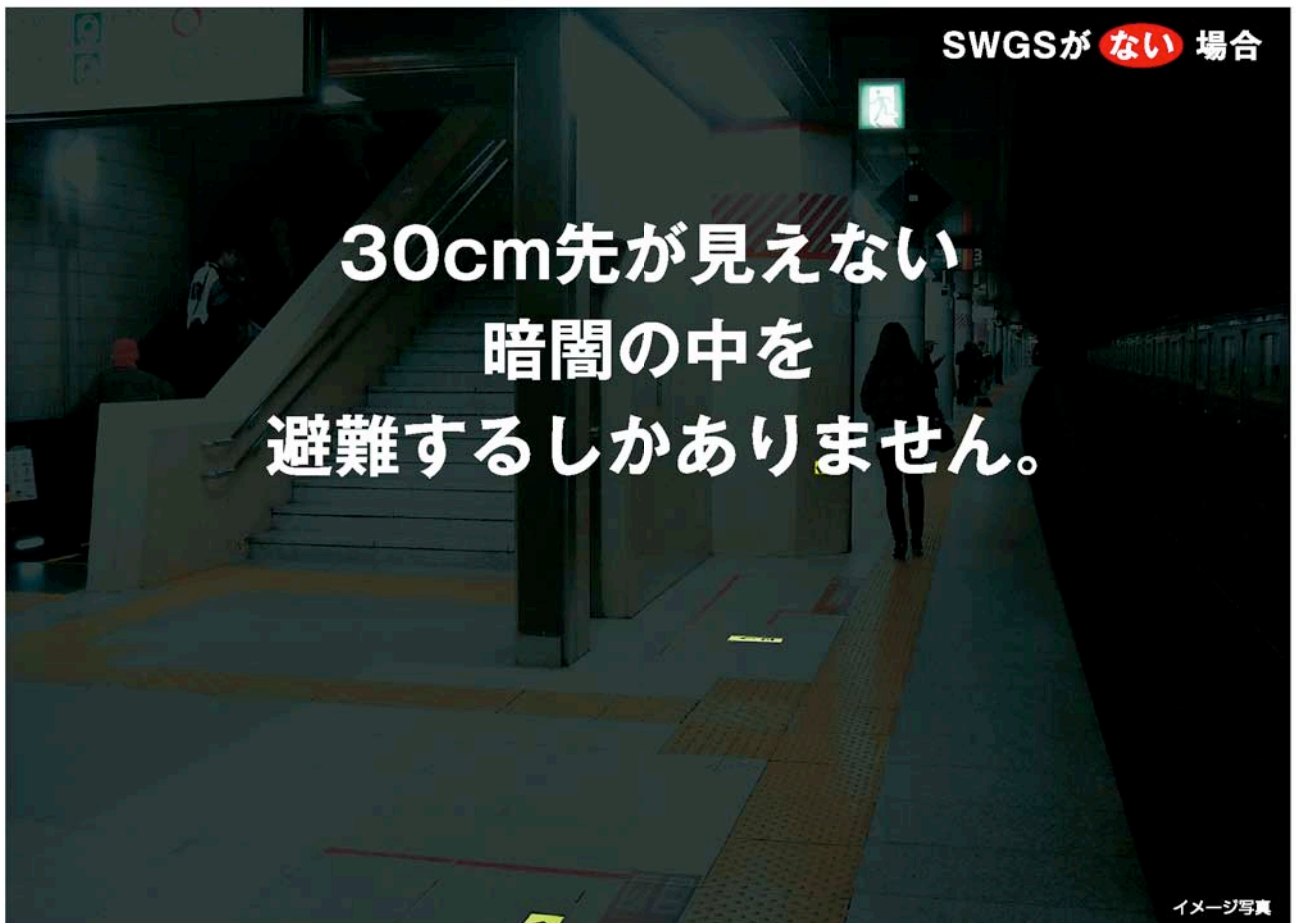 SWGSが ない 場合
30cm先が見えない
暗闇の中を
避難するしかありません。
イメージ写真